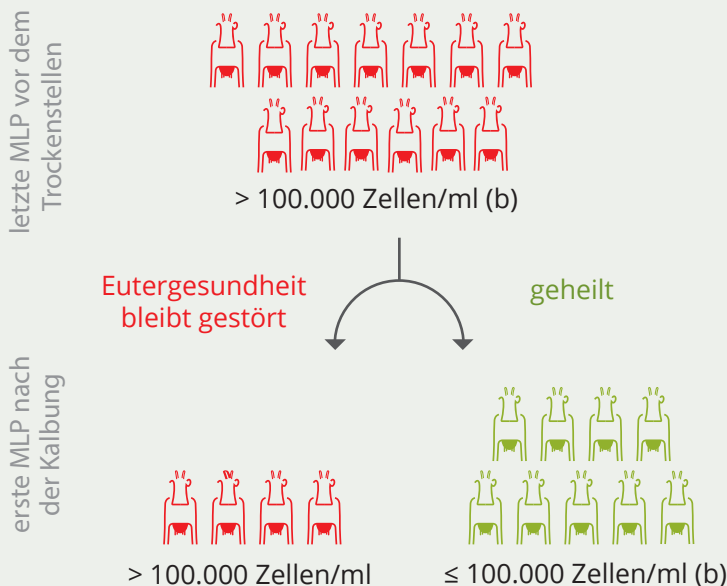 letzte MLP vor dem
Trockenstellen
> 100.000 Zellen/ml (b)
Eutergesundheit
bleibt gestört
geheilt
erste MLP nach
der Kalbung
> 100.000 Zellen/ml
≤ 100.000 Zellen/ml (b)